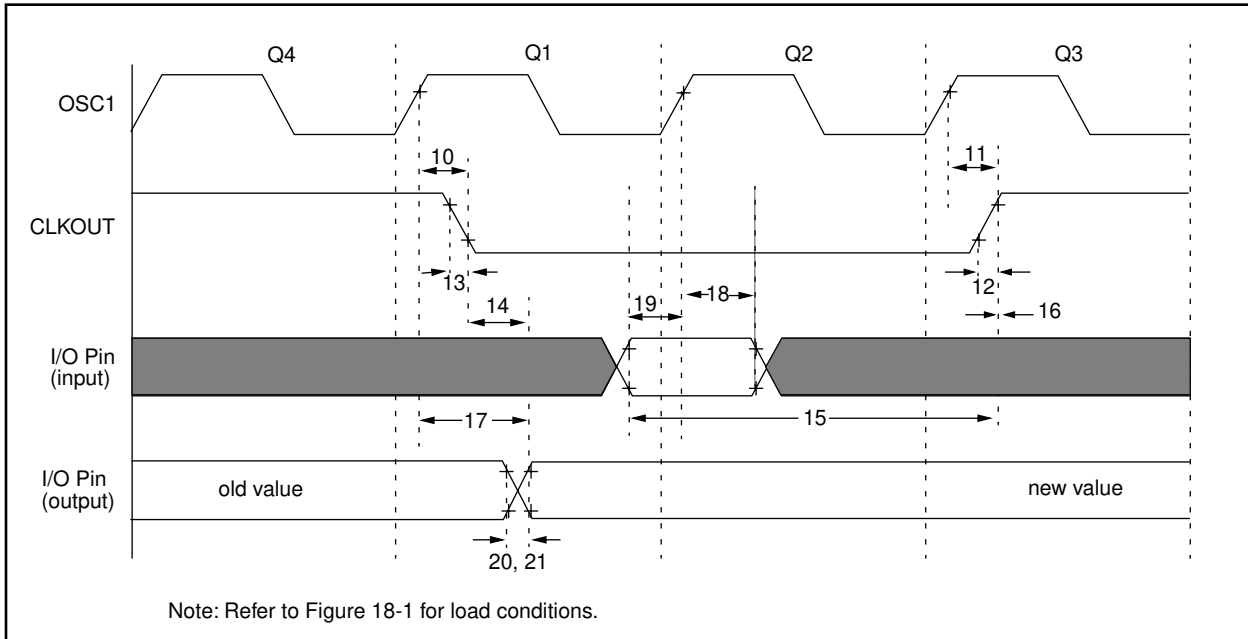 Q4 Q1 Q2 Q3
OSC1
10 11
CLKOUT
13 12
14 19 18 16
I/O Pin
(input)
17 15
I/O Pin
(output)
old value new value
20, 21
Note: Refer to Figure 18-1 for load conditions.